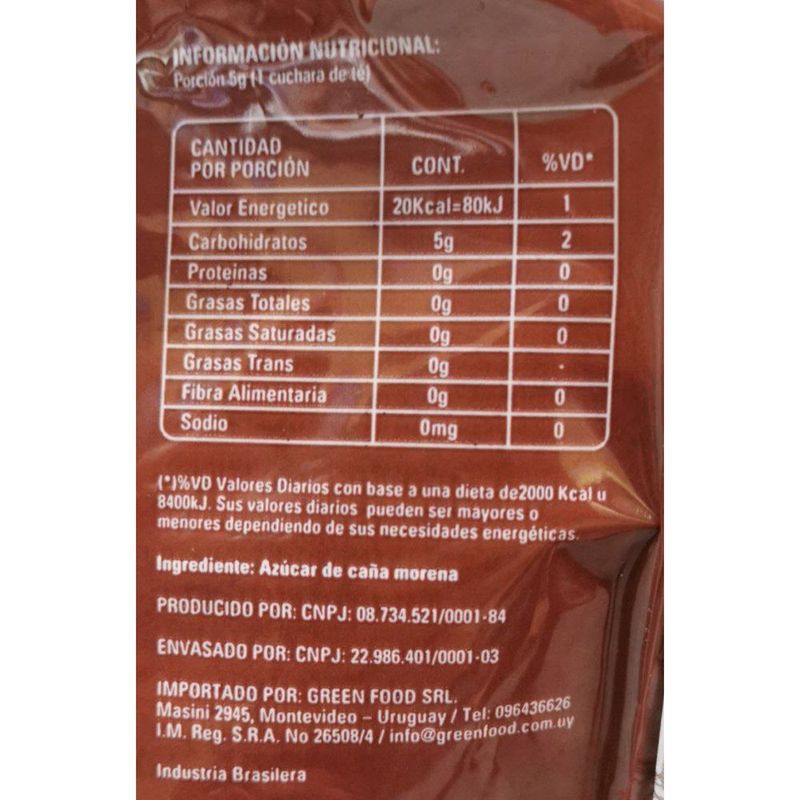 INFORMACIÓN NUTRICIONAL:
Porción 5g (1 cuchara de té)
CANTIDAD
POR PORCIÓN CONT. %VD*
Valor Energetico 20Kcal=80kJ 1
Carbohidratos 5g 2
Proteinas 0g 0
Grasas Totales 0g 0
Grasas Saturadas 0g 0
Grasas Trans 0g -
Fibra Alimentaria 0g 0
Sodio 0mg 0
(*)%VD Valores Diarios con base a una dieta de2000 Kcal u
8400kJ. Sus valores diarios pueden ser mayores o
menores dependiendo de sus necesidades energéticas.
Ingrediente: Azúcar de caña morena
PRODUCIDO POR: CNPJ: 08.734.521/0001-84
ENVASADO POR: CNPJ: 22.986.401/0001-03
IMPORTADO POR: GREEN FOOD SRL.
Masini 2945, Montevideo – Uruguay / Tel: 096436626
I.M. Reg. S.R.A. No 26508/4 / info@greenfood.com.uy
Industria Brasilera